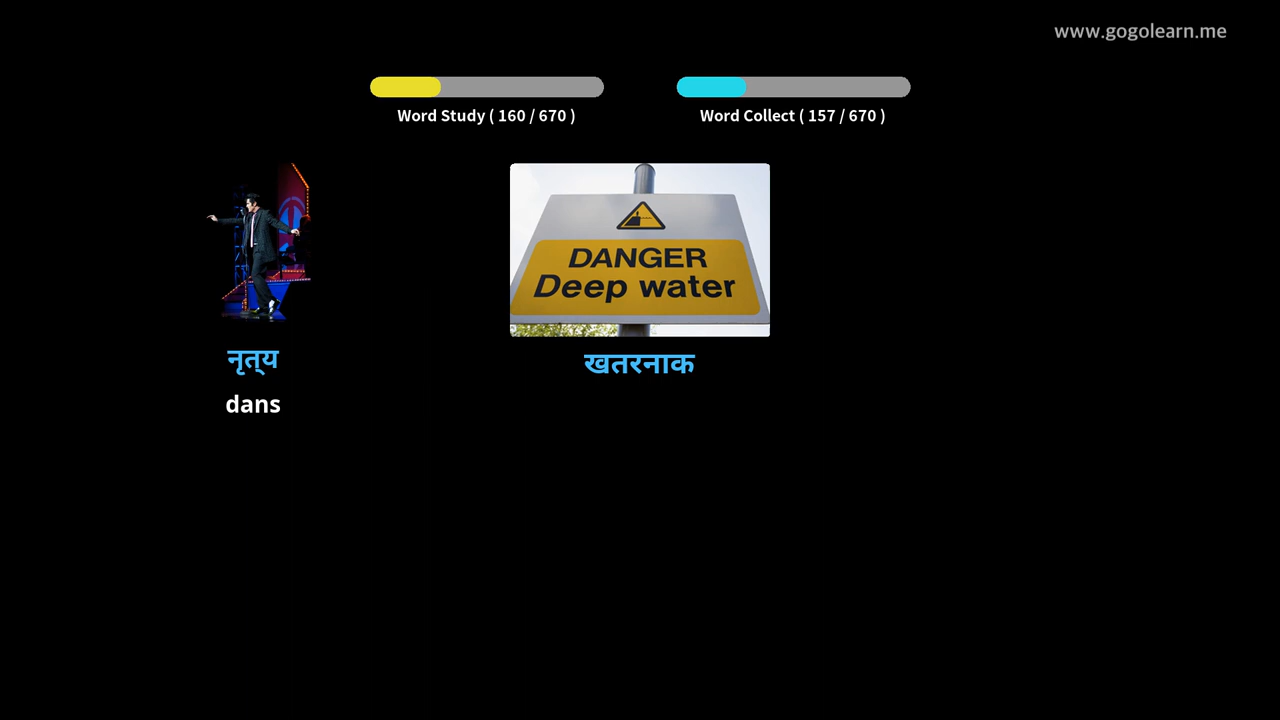 www.gogolearn.me
Word Study ( 160 / 670 )
Word Collect ( 157 / 670 )
DANGER
Deep water
नृत्य
खतरनाक
dans